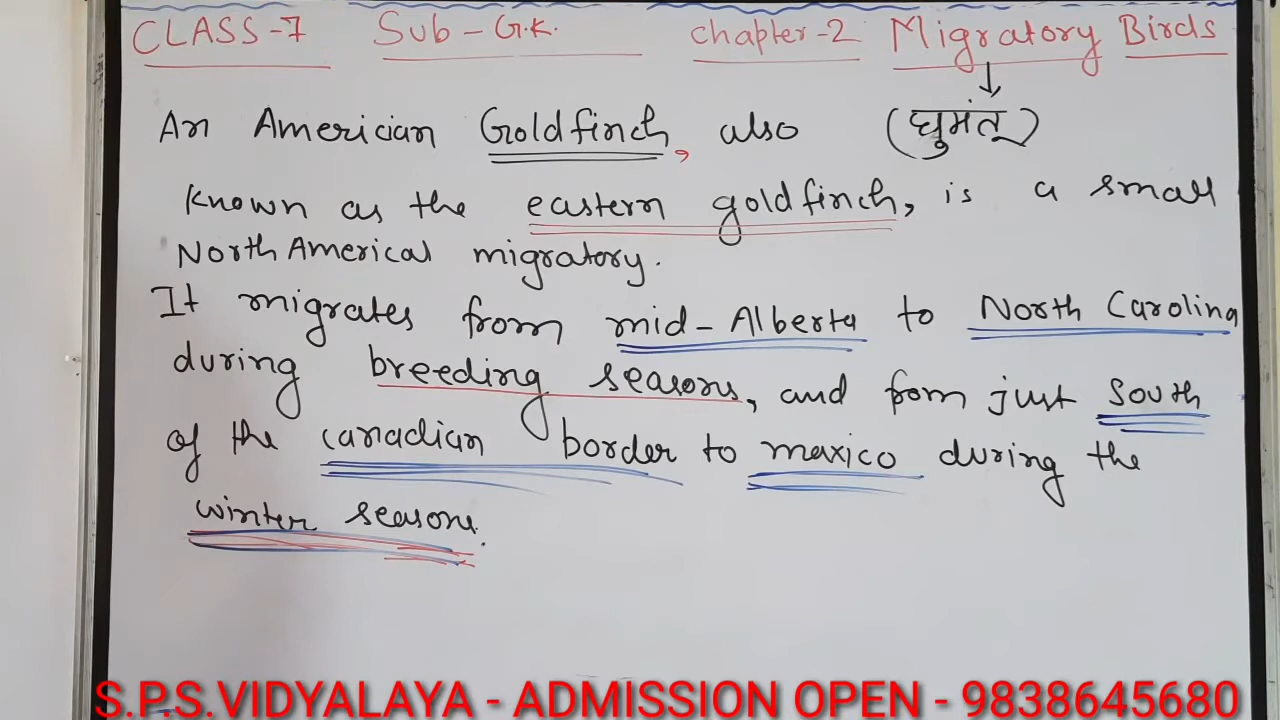 CLASS-7 Sub-G.K. chapter-2 Migratory Birds
An American Goldfinch, also (घुमंतू)
known as the eastern goldfinch, is a small
North Americal migratory.
It migrates from mid-Alberta to North Carolina
during breeding seasons, and from just south
of the canadian border to maxico during the
winter seasons.
S.P.S.VIDYALAYA - ADMISSION OPEN - 9838645680